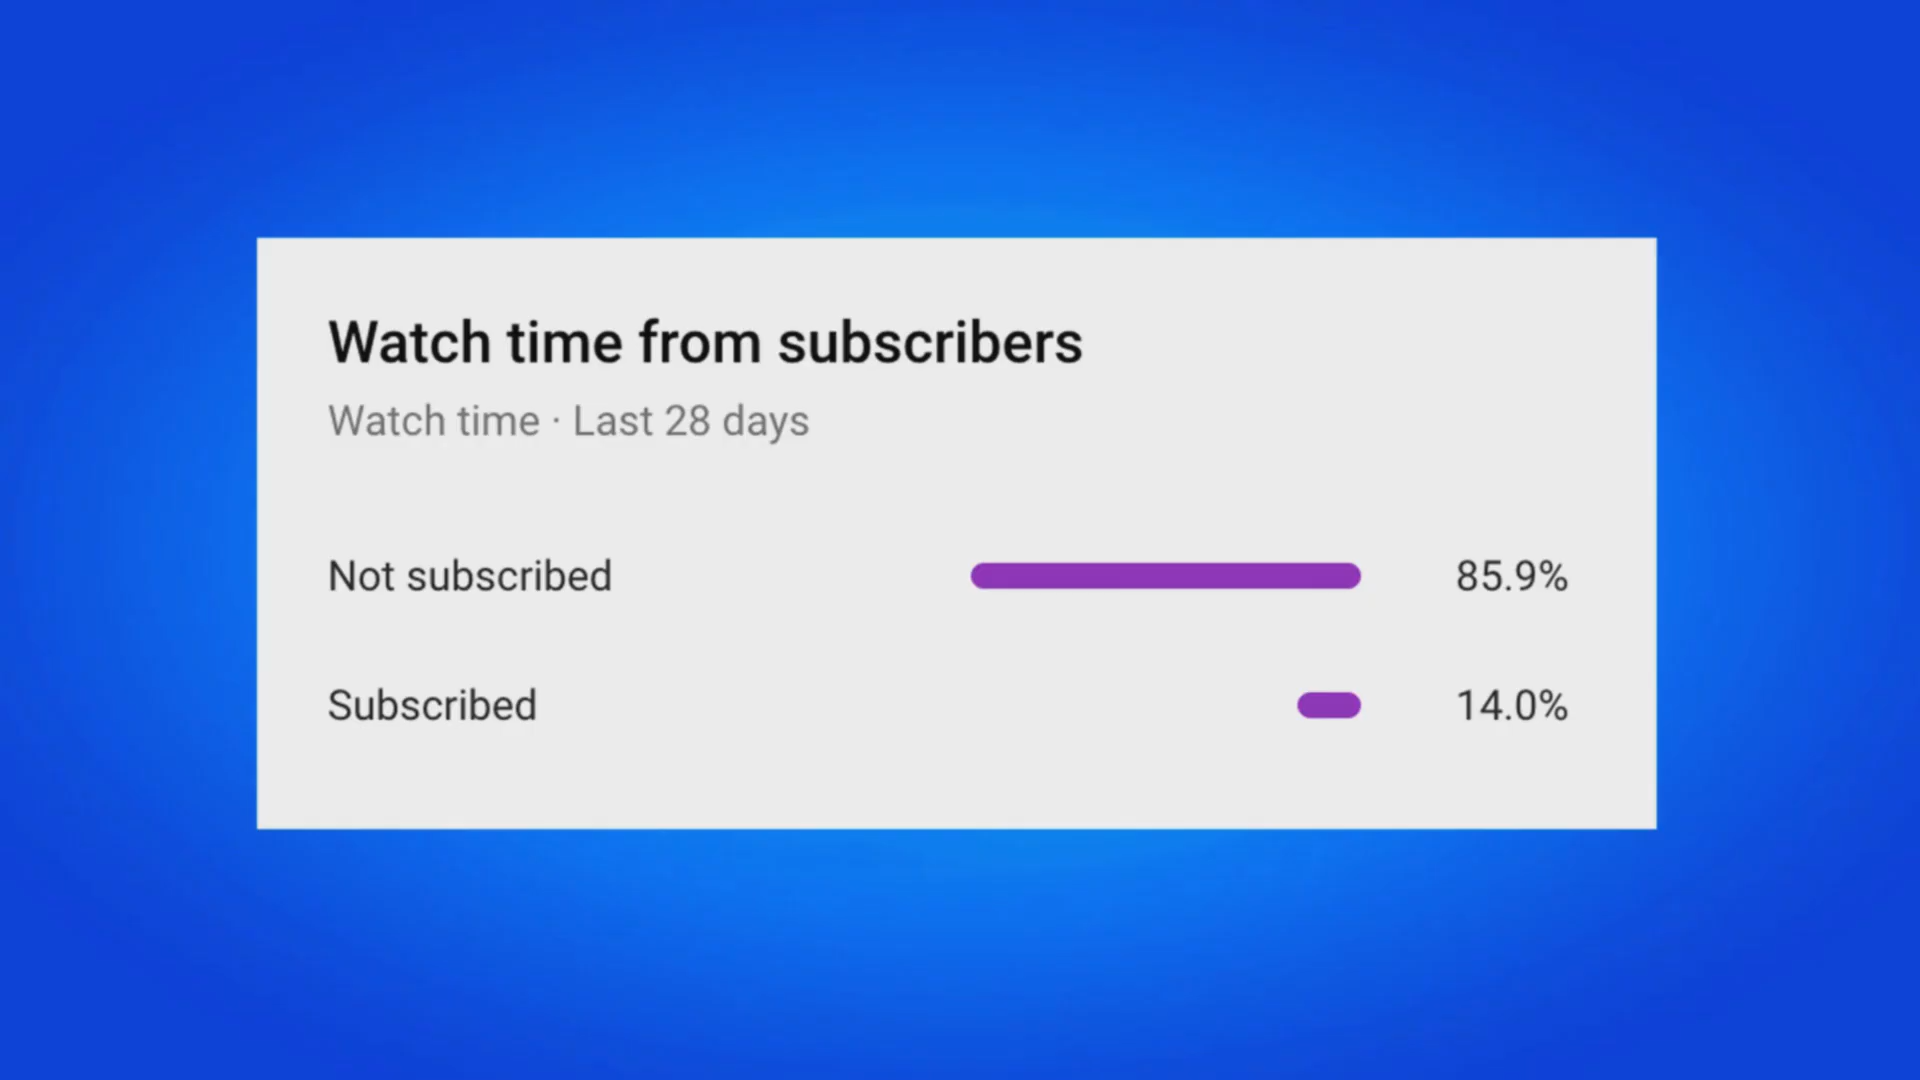 Watch time from subscribers
Watch time · Last 28 days
Not subscribed 85.9%
Subscribed 14.0%